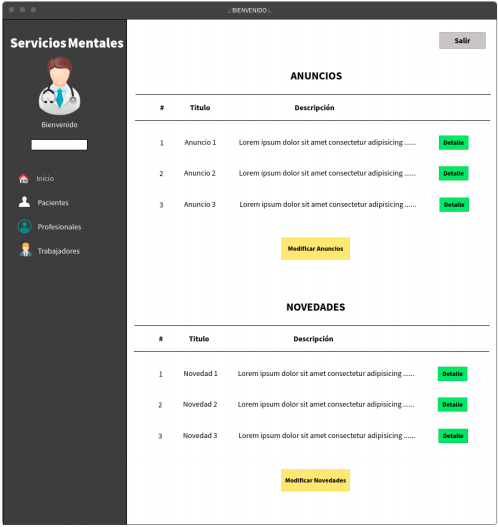 .: BIENVENIDO :.
Servicios Mentales
Bienvenido
Inicio
Pacientes
Profesionales
Trabajadores
Salir
ANUNCIOS
# Titulo Descripción
1 Anuncio 1 Lorem ipsum dolor sit amet consectetur adipisicing ...... Detalle
2 Anuncio 2 Lorem ipsum dolor sit amet consectetur adipisicing ...... Detalle
3 Anuncio 3 Lorem ipsum dolor sit amet consectetur adipisicing ...... Detalle
Modificar Anuncios
NOVEDADES
# Titulo Descripción
1 Novedad 1 Lorem ipsum dolor sit amet consectetur adipisicing ...... Detalle
2 Novedad 2 Lorem ipsum dolor sit amet consectetur adipisicing ...... Detalle
3 Novedad 3 Lorem ipsum dolor sit amet consectetur adipisicing ...... Detalle
Modificar Novedades